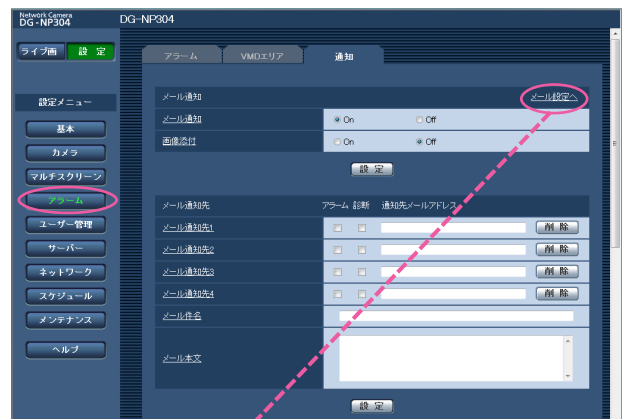 Network Camera
DG-NP304
DG-NP304
ライブ画
設 定
アラーム
VMDエリア
通知
設定メニュー
基本
カメラ
マルチスクリーン
アラーム
ユーザー管理
サーバー
ネットワーク
スケジュール
メンテナンス
ヘルプ
メール通知
メール設定へ
メール通知
On
Off
画像添付
On
Off
設 定
メール通知先
アラーム 診断 通知先メールアドレス
メール通知先1
削 除
メール通知先2
削 除
メール通知先3
削 除
メール通知先4
削 除
メール件名
メール本文
設 定